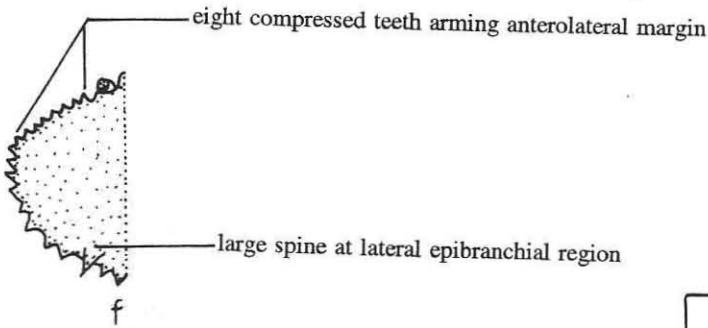 eight compressed teeth arming anterolateral margin
large spine at lateral epibranchial region
f